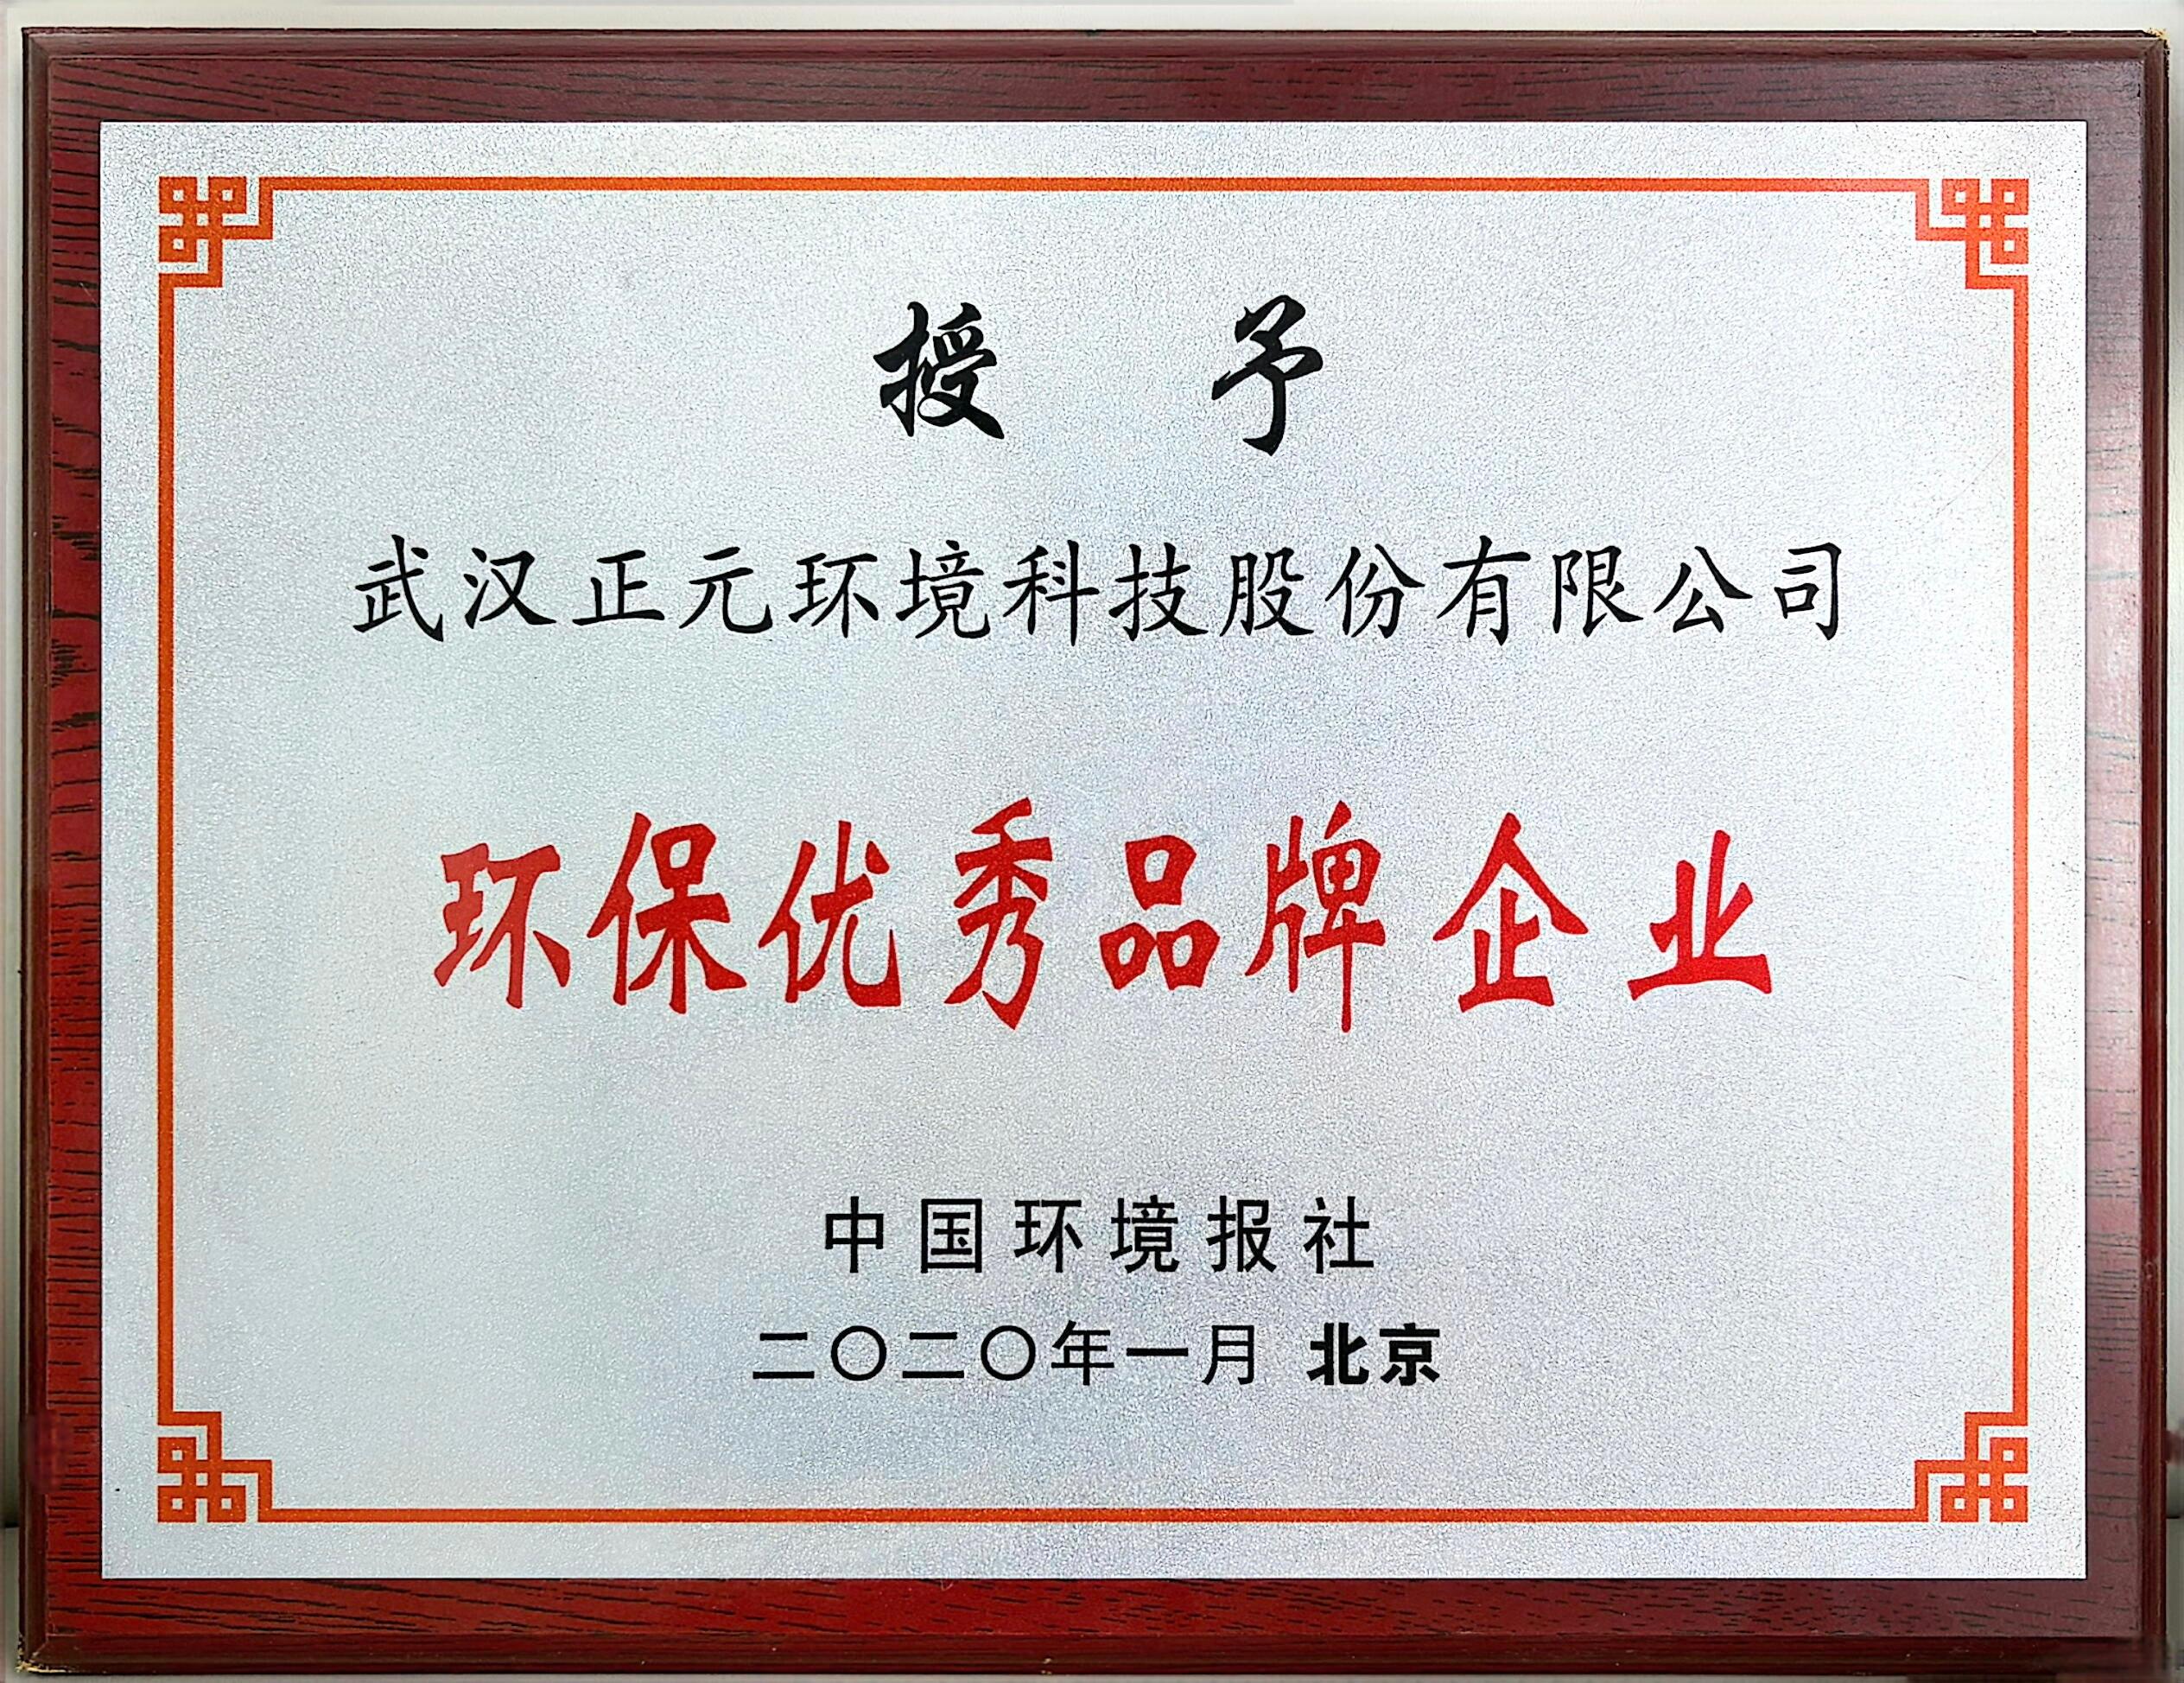 授 予
武汉正元环境科技股份有限公司
环保优秀品牌企业
中国环境报社
二〇二〇年一月 北京